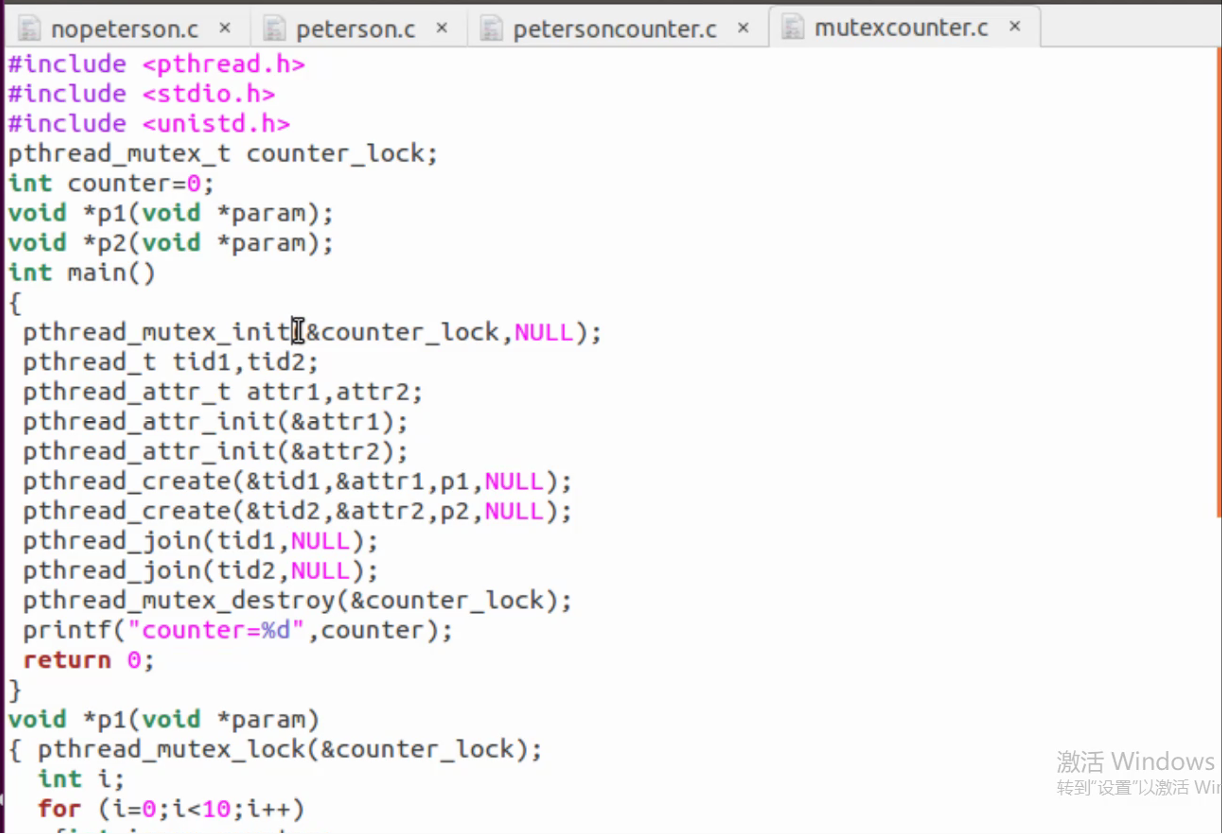 nopeterson.c × peterson.c × petersoncounter.c × mutexcounter.c ×
#include <pthread.h>
#include <stdio.h>
#include <unistd.h>
pthread_mutex_t counter_lock;
int counter=0;
void *p1(void *param);
void *p2(void *param);
int main()
{
 pthread_mutex_init(&counter_lock,NULL);
 pthread_t tid1,tid2;
 pthread_attr_t attr1,attr2;
 pthread_attr_init(&attr1);
 pthread_attr_init(&attr2);
 pthread_create(&tid1,&attr1,p1,NULL);
 pthread_create(&tid2,&attr2,p2,NULL);
 pthread_join(tid1,NULL);
 pthread_join(tid2,NULL);
 pthread_mutex_destroy(&counter_lock);
 printf("counter=%d",counter);
 return 0;
}
void *p1(void *param)
{ pthread_mutex_lock(&counter_lock);
  int i;
  for (i=0;i<10;i++)
激活 Windows
转到“设置”以激活 Wi